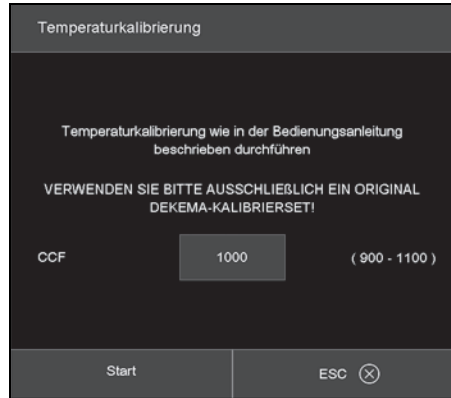 Temperaturkalibrierung
Temperaturkalibrierung wie in der Bedienungsanleitung
beschrieben durchführen
VERWENDEN SIE BITTE AUSSCHLIEßLICH EIN ORIGINAL
DEKEMA-KALIBRIERSET!
CCF 1000 ( 900 - 1100 )
Start ESC